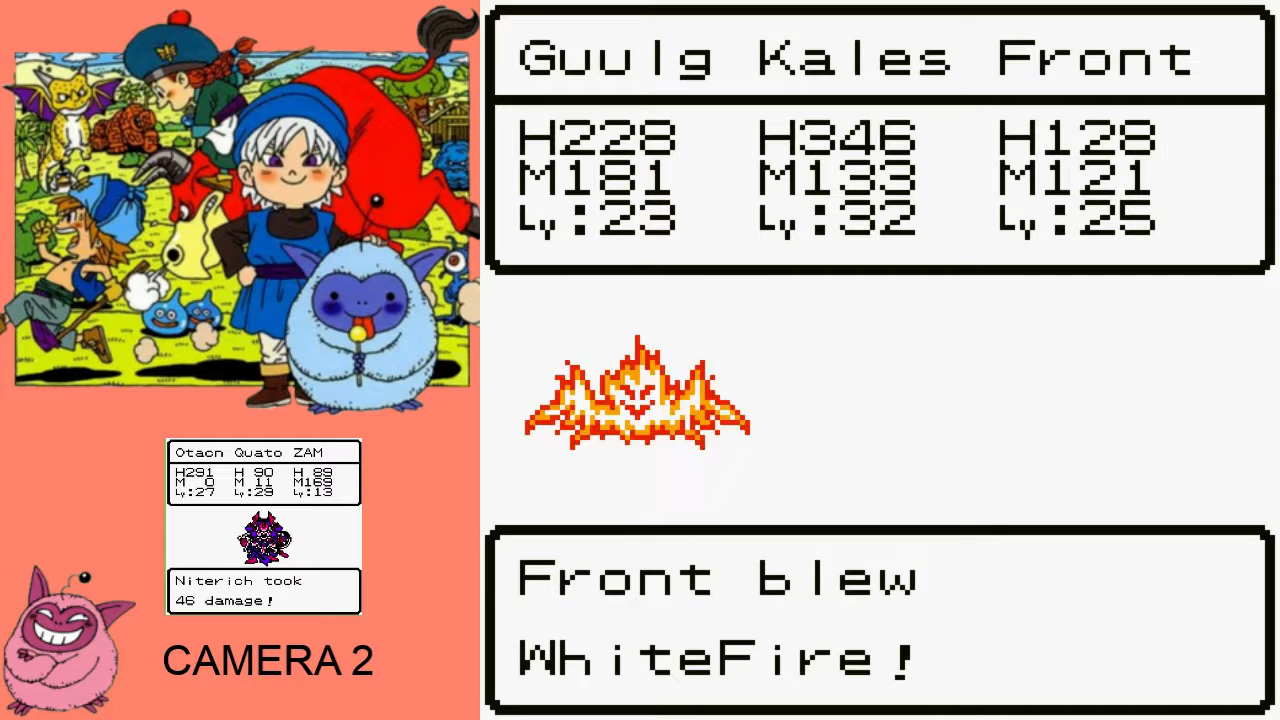 Guulg Kales Front
H228 H346 H128
M181 M133 M121
Lv:23 Lv:32 Lv:25
Front blew
WhiteFire!
Otacn Quato ZAM
H291 H 90 H 89
M 0 M 11 M169
Lv:27 Lv:29 Lv:13
Niterich took
46 damage!
CAMERA 2